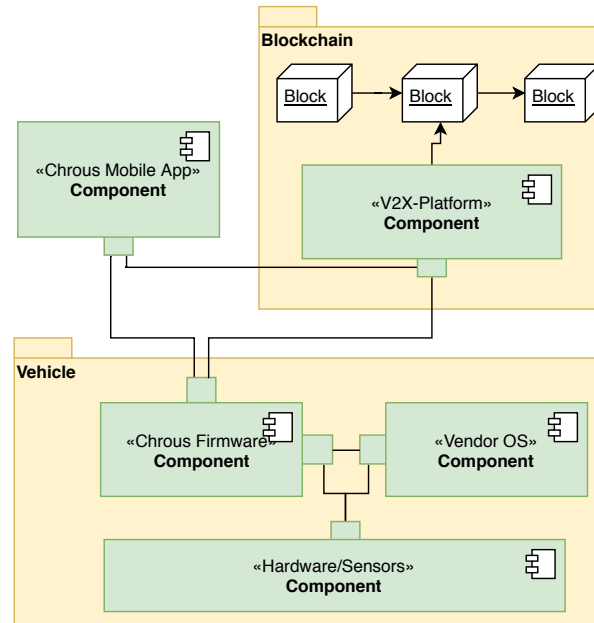 Blockchain
Block
Block
Block
«Chrous Mobile App»
Component
«V2X-Platform»
Component
Vehicle
«Chrous Firmware»
Component
«Vendor OS»
Component
«Hardware/Sensors»
Component